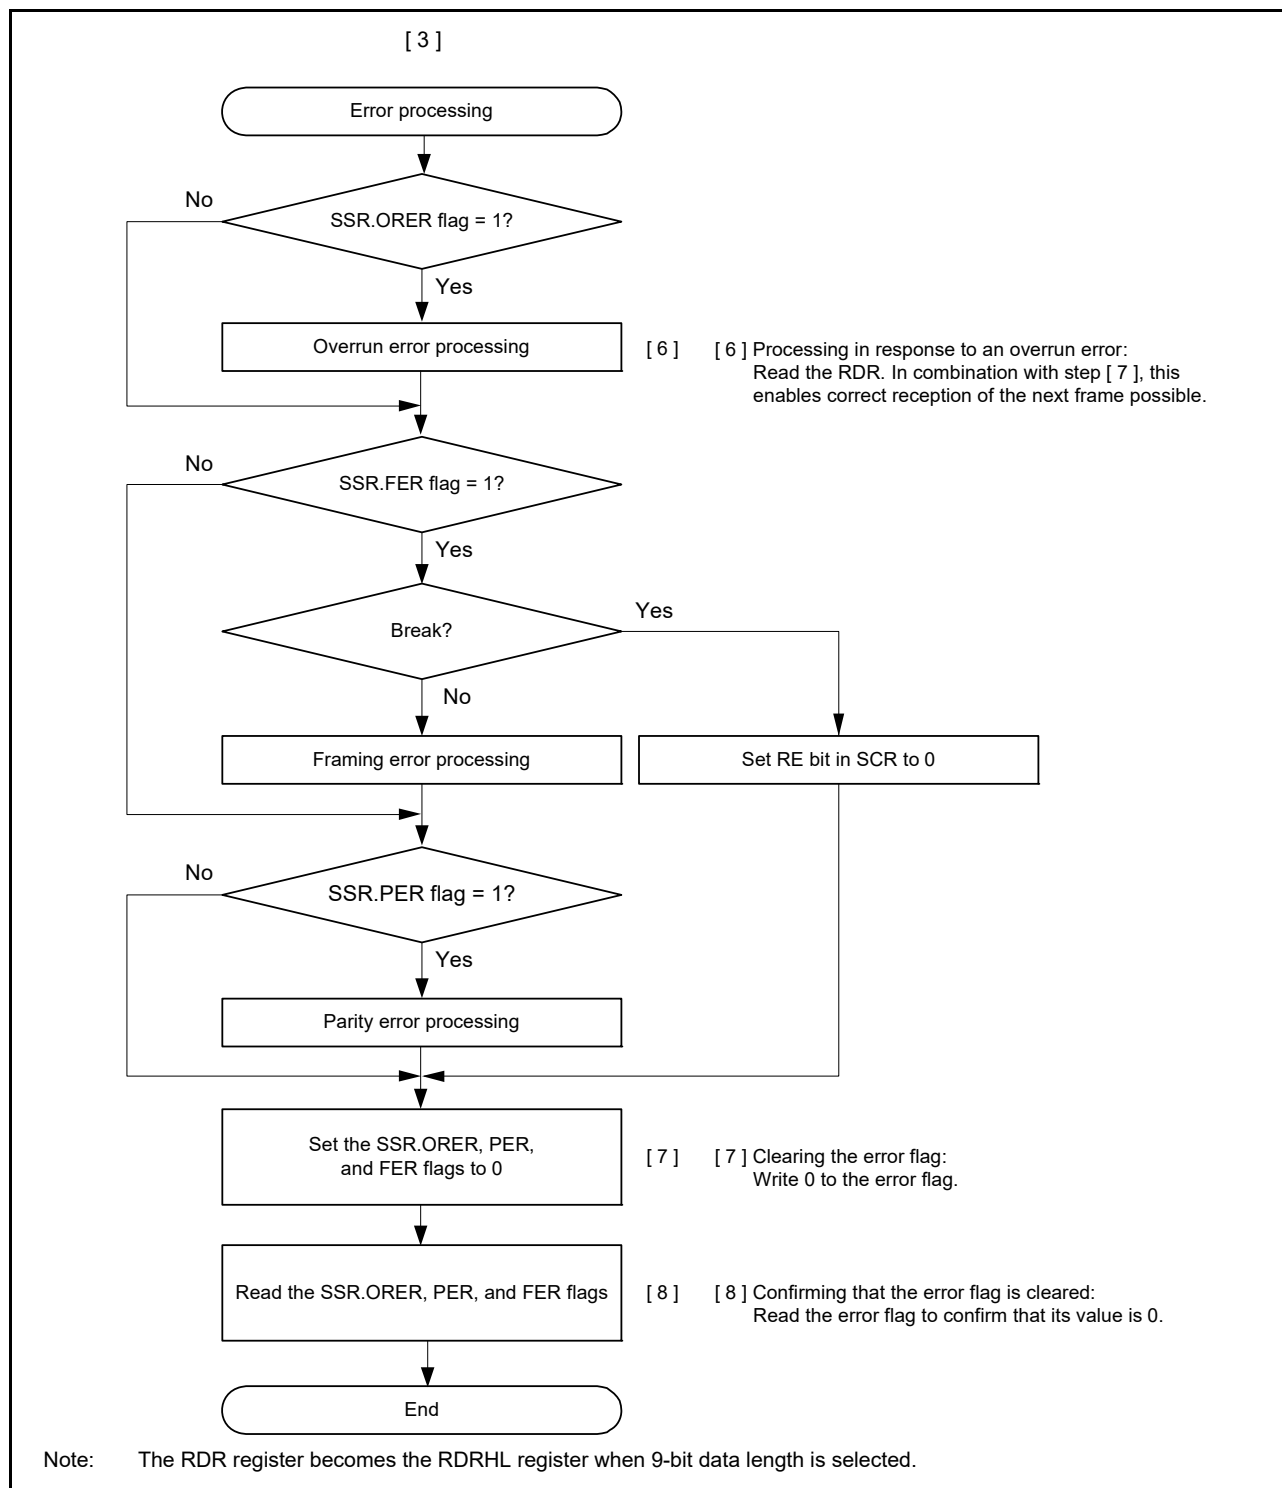 [ 3 ]
Error processing
No
SSR.ORER flag = 1?
Yes
Overrun error processing
[ 6 ]
[ 6 ] Processing in response to an overrun error:
Read the RDR. In combination with step [ 7 ], this
enables correct reception of the next frame possible.
No
SSR.FER flag = 1?
Yes
Break?
Yes
No
Framing error processing
Set RE bit in SCR to 0
No
SSR.PER flag = 1?
Yes
Parity error processing
Set the SSR.ORER, PER,
and FER flags to 0
[ 7 ]
[ 7 ] Clearing the error flag:
Write 0 to the error flag.
Read the SSR.ORER, PER, and FER flags
[ 8 ]
[ 8 ] Confirming that the error flag is cleared:
Read the error flag to confirm that its value is 0.
End
Note: The RDR register becomes the RDRHL register when 9-bit data length is selected.